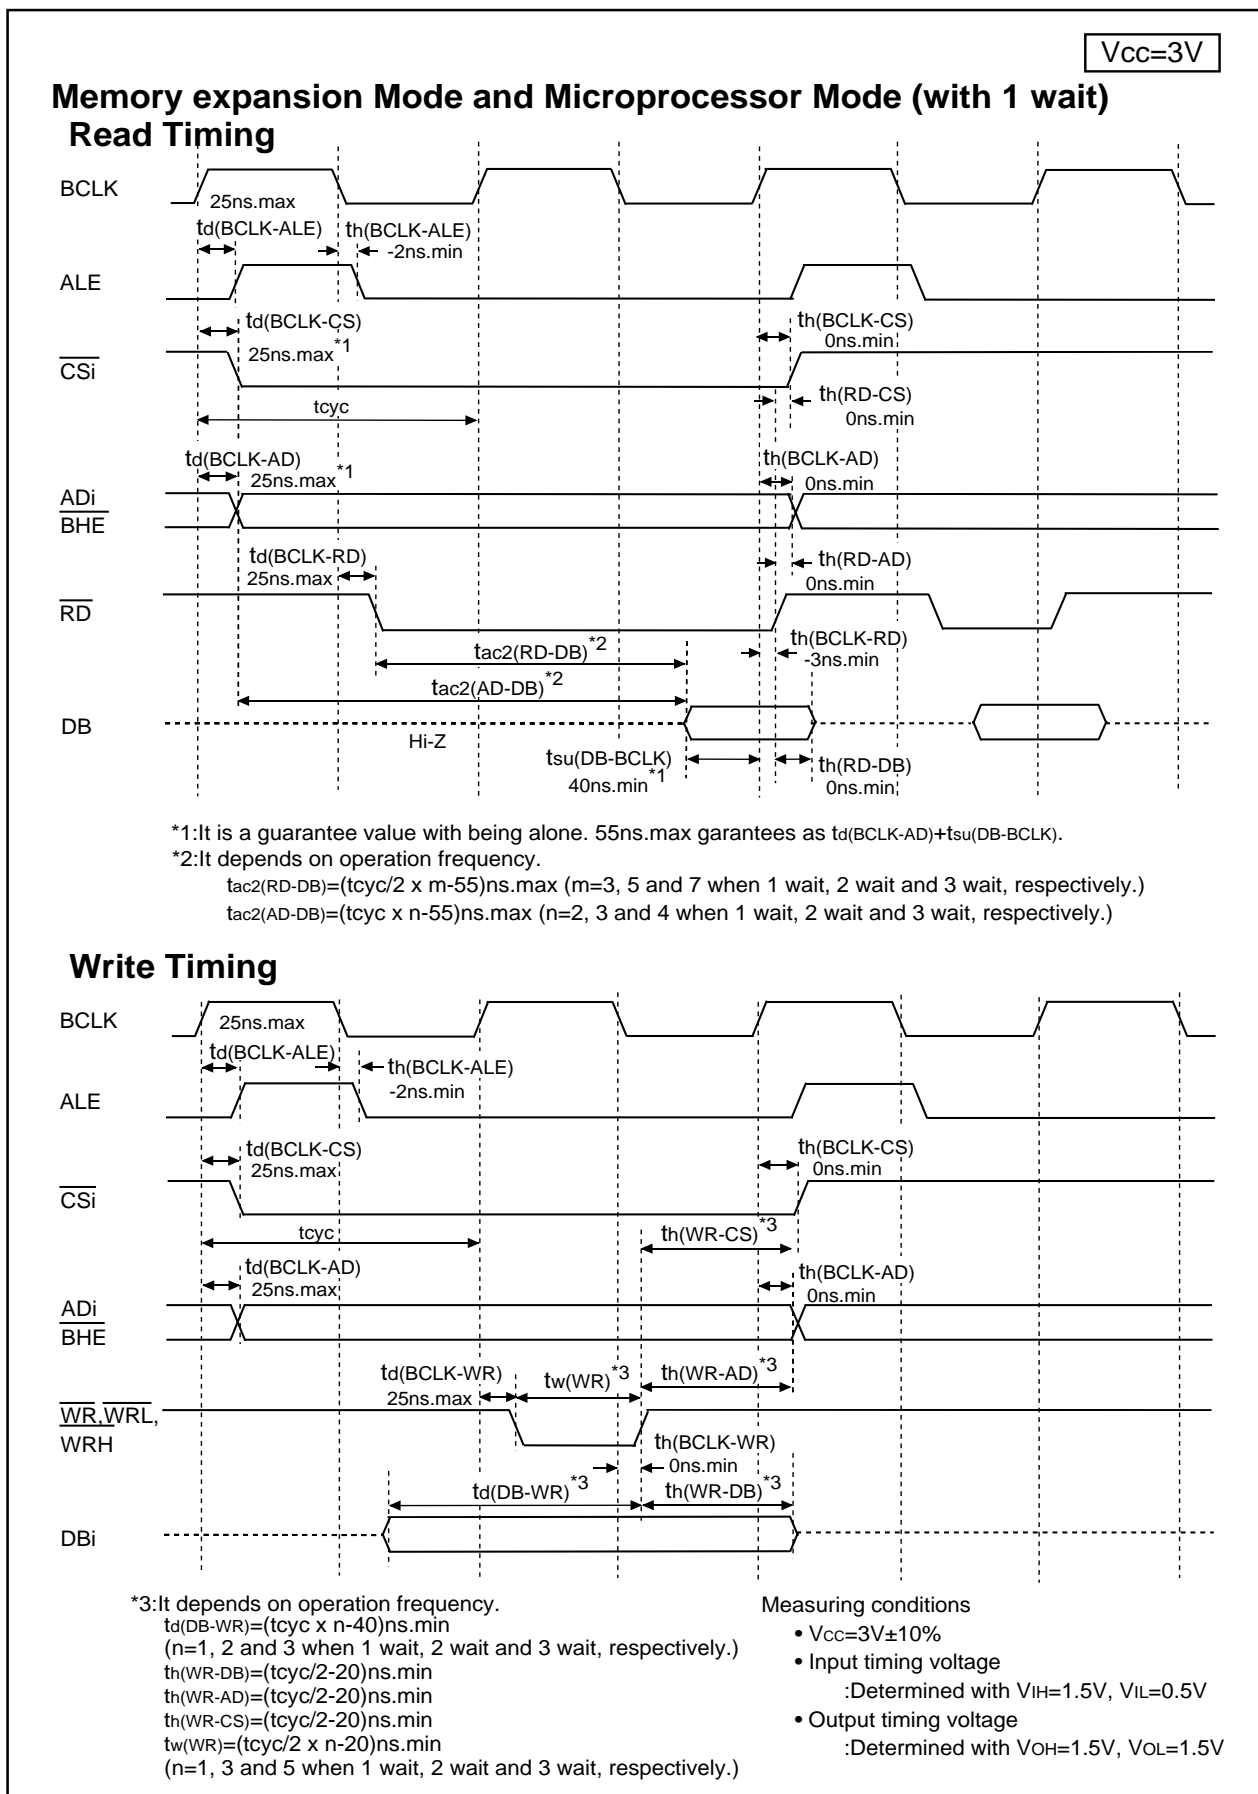 Vcc=3V
Memory expansion Mode and Microprocessor Mode (with 1 wait)
Read Timing
BCLK
25ns.max
td(BCLK-ALE)
th(BCLK-ALE)
-2ns.min
ALE
td(BCLK-CS)
25ns.max*1
th(BCLK-CS)
0ns.min
CSi
th(RD-CS)
0ns.min
tcyc
td(BCLK-AD)
25ns.max*1
th(BCLK-AD)
0ns.min
ADi
BHE
td(BCLK-RD)
25ns.max
th(RD-AD)
0ns.min
RD
th(BCLK-RD)
-3ns.min
tac2(RD-DB)*2
tac2(AD-DB)*2
DB
Hi-Z
tsu(DB-BCLK)
40ns.min*1
th(RD-DB)
0ns.min
*1:It is a guarantee value with being alone. 55ns.max garantees as td(BCLK-AD)+tsu(DB-BCLK).
*2:It depends on operation frequency.
tac2(RD-DB)=(tcyc/2 x m-55)ns.max (m=3, 5 and 7 when 1 wait, 2 wait and 3 wait, respectively.)
tac2(AD-DB)=(tcyc x n-55)ns.max (n=2, 3 and 4 when 1 wait, 2 wait and 3 wait, respectively.)
Write Timing
BCLK
25ns.max
td(BCLK-ALE)
th(BCLK-ALE)
-2ns.min
ALE
td(BCLK-CS)
25ns.max
th(BCLK-CS)
0ns.min
CSi
tcyc
th(WR-CS)*3
td(BCLK-AD)
25ns.max
th(BCLK-AD)
0ns.min
ADi
BHE
td(BCLK-WR)
25ns.max
tw(WR)*3
th(WR-AD)*3
WR,WRL,
WRH
th(BCLK-WR)
0ns.min
td(DB-WR)*3
th(WR-DB)*3
DBi
*3:It depends on operation frequency.
td(DB-WR)=(tcyc x n-40)ns.min
(n=1, 2 and 3 when 1 wait, 2 wait and 3 wait, respectively.)
th(WR-DB)=(tcyc/2-20)ns.min
th(WR-AD)=(tcyc/2-20)ns.min
th(WR-CS)=(tcyc/2-20)ns.min
tw(WR)=(tcyc/2 x n-20)ns.min
(n=1, 3 and 5 when 1 wait, 2 wait and 3 wait, respectively.)
Measuring conditions
• VCC=3V±10%
• Input timing voltage
:Determined with VIH=1.5V, VIL=0.5V
• Output timing voltage
:Determined with VOH=1.5V, VOL=1.5V